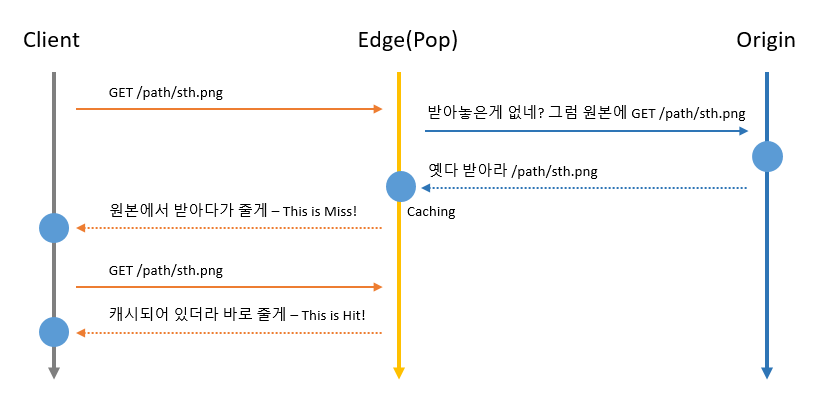 Client
Edge(Pop)
Origin
GET /path/sth.png
받아놓은게 없네? 그럼 원본에 GET /path/sth.png
옛다 받아라 /path/sth.png
원본에서 받아다가 줄게 – This is Miss!
Caching
GET /path/sth.png
캐시되어 있더라 바로 줄게 – This is Hit!